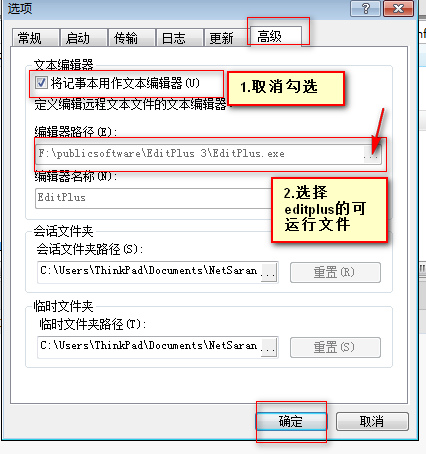 选项
常规 启动 传输 日志 更新 高级
文本编辑器
将记事本用作文本编辑器(U)
1.取消勾选
定义编辑远程文本文件的文本编辑器
编辑器路径(E):
F:\publicsoftware\EditPlus 3\EditPlus.exe ...
编辑器名称(N):
EditPlus
2.选择
editplus的可
运行文件
会话文件夹
会话文件夹路径(S):
C:\Users\ThinkPad\Documents\NetSaran ... 重置(R)
临时文件夹
临时文件夹路径(T):
C:\Users\ThinkPad\Documents\NetSaran ... 重置(S)
确定 取消